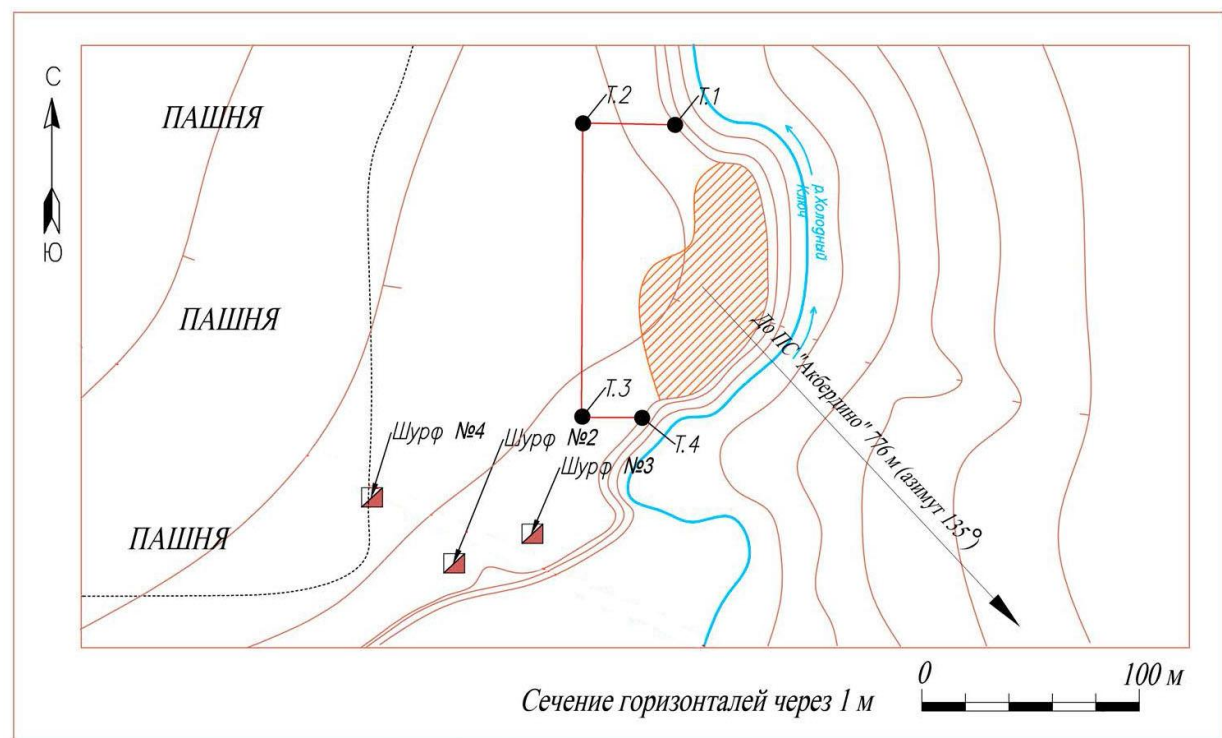 С
Ю
ПАШНЯ
Т.2
Т.1
р.Холодный
Ключ
ПАШНЯ
До ПС "Акбердино" 776 м (азимут 135°)
Т.3
Т.4
Шурф №4
Шурф №2
Шурф №3
ПАШНЯ
Сечение горизонталей через 1 м
0
100 м